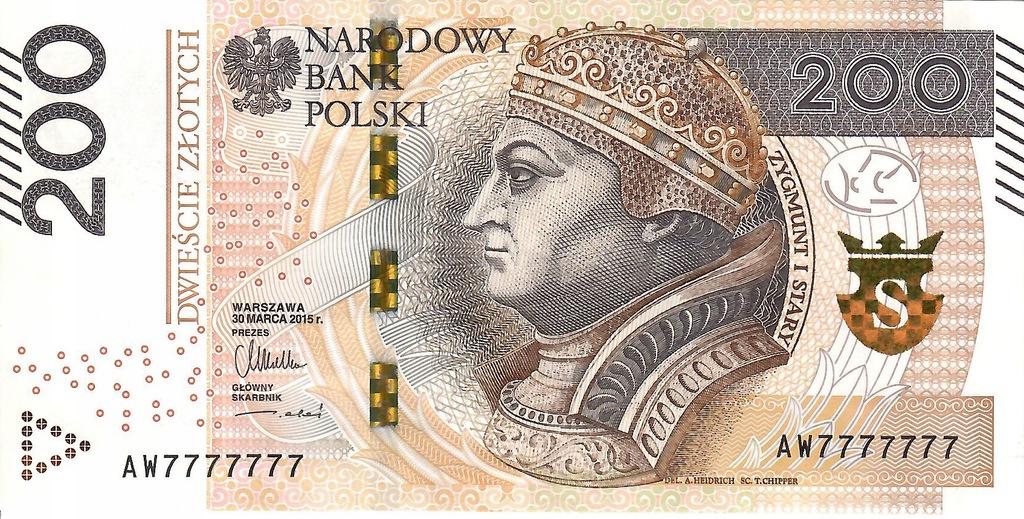 200
DWIEŚCIE ZŁOTYCH
NARODOWY
BANK
POLSKI
200
ZYGMUNT I STARY
S
WARSZAWA
30 MARCA 2015 r.
PREZES
GŁÓWNY
SKARBNIK
AW7777777
AW7777777
DEL. A.HEIDRICH SC. T.CHIPPER